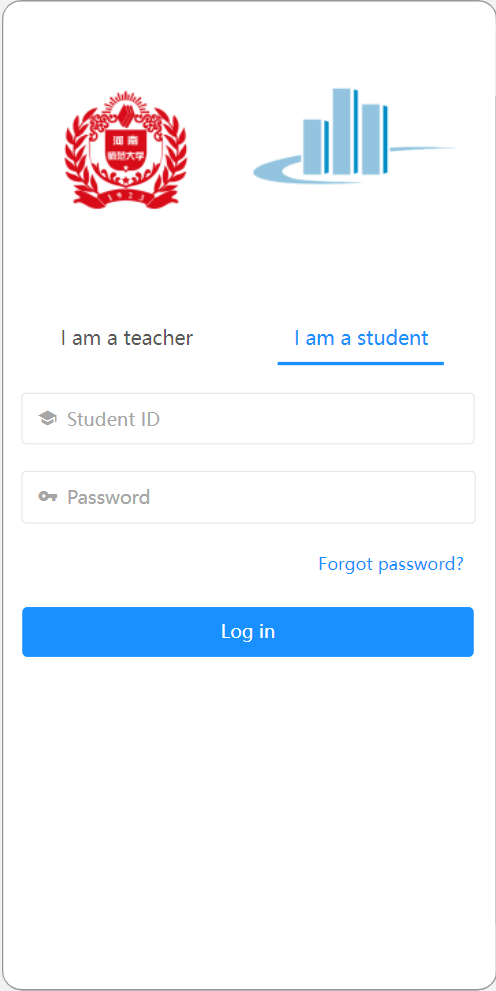 河南
师范大学
1923
I am a teacher
I am a student
Student ID
Password
Forgot password?
Log in